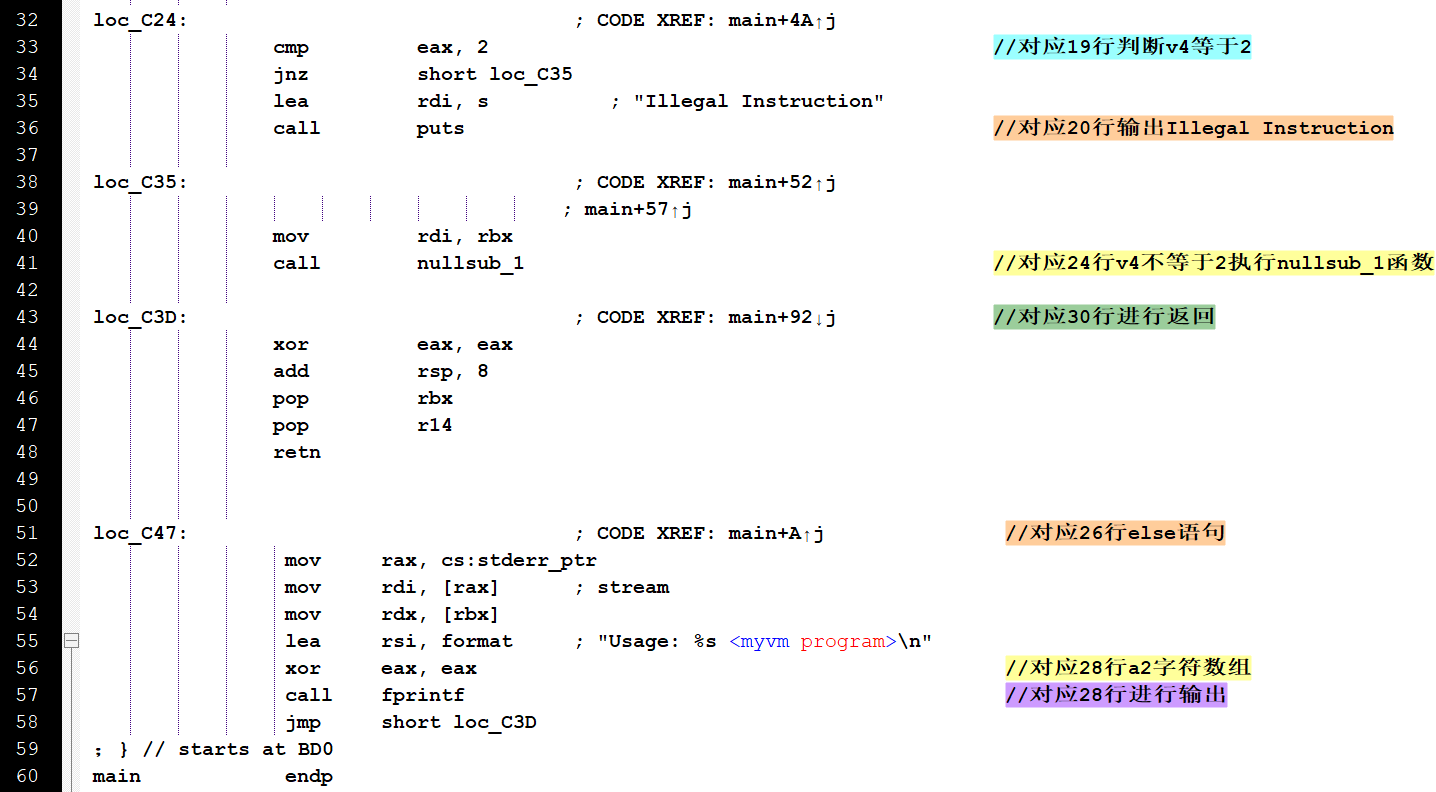 32 loc_C24: ; CODE XREF: main+4A↑j
33 cmp eax, 2 //对应19行判断v4等于2
34 jnz short loc_C35
35 lea rdi, s ; "Illegal Instruction"
36 call puts //对应20行输出Illegal Instruction
37
38 loc_C35: ; CODE XREF: main+52↑j
39 ; main+57↑j
40 mov rdi, rbx
41 call nullsub_1 //对应24行v4不等于2执行nullsub_1函数
42
43 loc_C3D: ; CODE XREF: main+92↓j //对应30行进行返回
44 xor eax, eax
45 add rsp, 8
46 pop rbx
47 pop r14
48 retn
49
50
51 loc_C47: ; CODE XREF: main+A↑j //对应26行else语句
52 mov rax, cs:stderr_ptr
53 mov rdi, [rax] ; stream
54 mov rdx, [rbx]
55 lea rsi, format ; "Usage: %s <myvm program>\n"
56 xor eax, eax //对应28行a2字符数组
57 call fprintf //对应28行进行输出
58 jmp short loc_C3D
59 ; } // starts at BD0
60 main endp